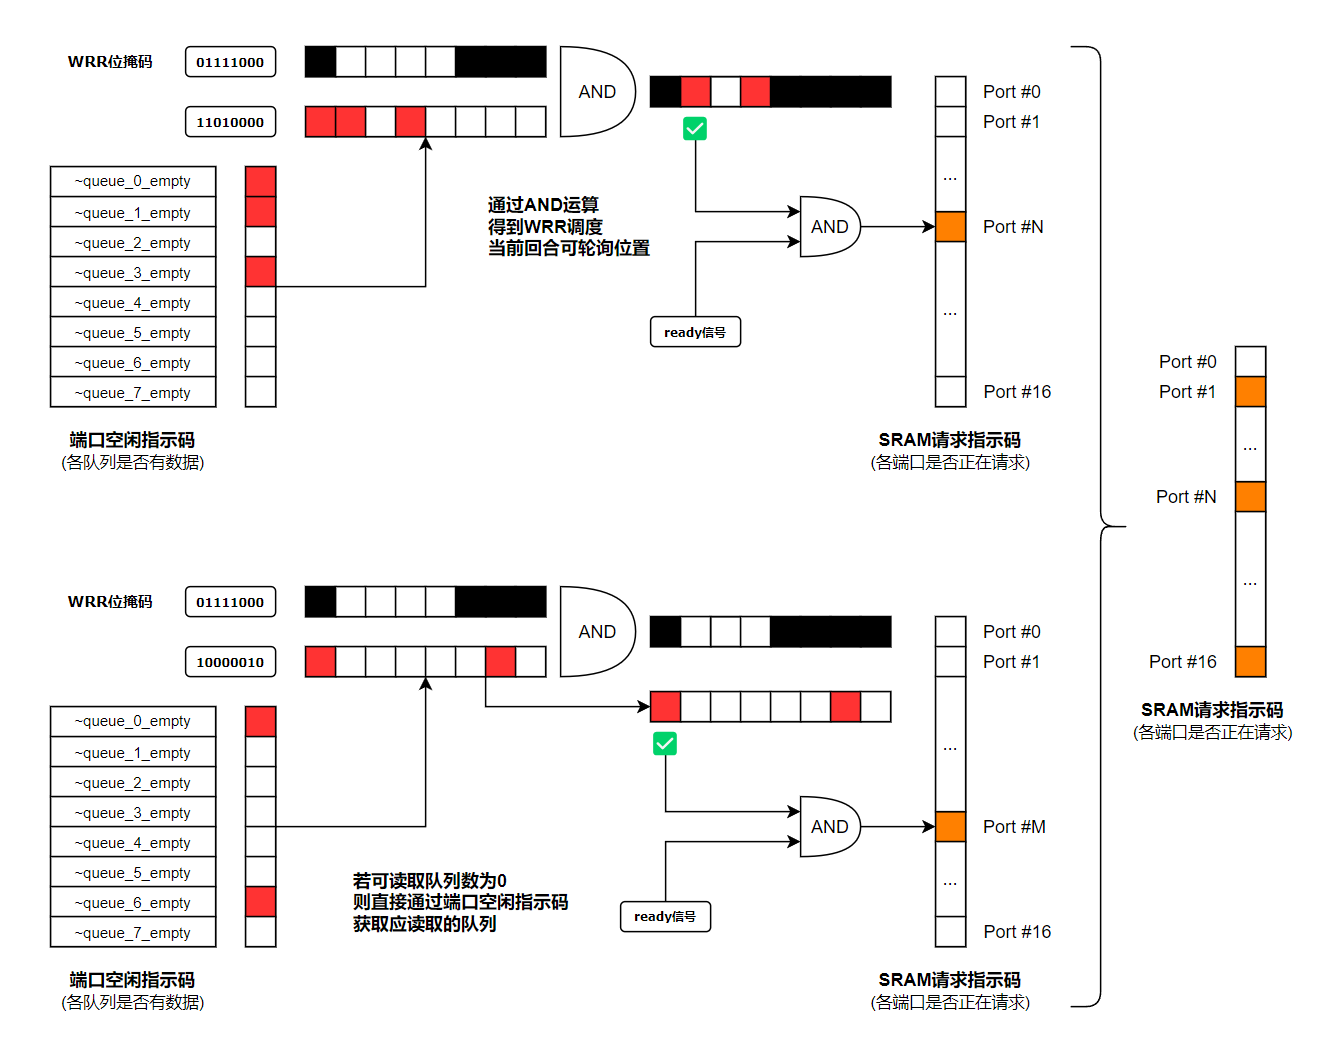 WRR位掩码
01111000
AND
11010000
~queue_0_empty
~queue_1_empty
~queue_2_empty
~queue_3_empty
~queue_4_empty
~queue_5_empty
~queue_6_empty
~queue_7_empty
端口空闲指示码
(各队列是否有数据)
通过AND运算
得到WRR调度
当前回合可轮询位置
AND
ready信号
Port #0
Port #1
...
Port #N
...
Port #16
SRAM请求指示码
(各端口是否正在请求)
WRR位掩码
01111000
AND
10000010
~queue_0_empty
~queue_1_empty
~queue_2_empty
~queue_3_empty
~queue_4_empty
~queue_5_empty
~queue_6_empty
~queue_7_empty
端口空闲指示码
(各队列是否有数据)
若可读取队列数为0
则直接通过端口空闲指示码
获取应读取的队列
AND
ready信号
Port #0
Port #1
...
Port #M
...
Port #16
SRAM请求指示码
(各端口是否正在请求)
Port #0
Port #1
...
Port #N
...
Port #16
SRAM请求指示码
(各端口是否正在请求)